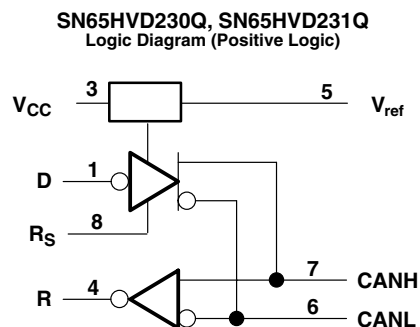 SN65HVD230Q, SN65HVD231Q
Logic Diagram (Positive Logic)
VCC 3 5 Vref
D 1
RS 8
R 4 7 CANH
6 CANL